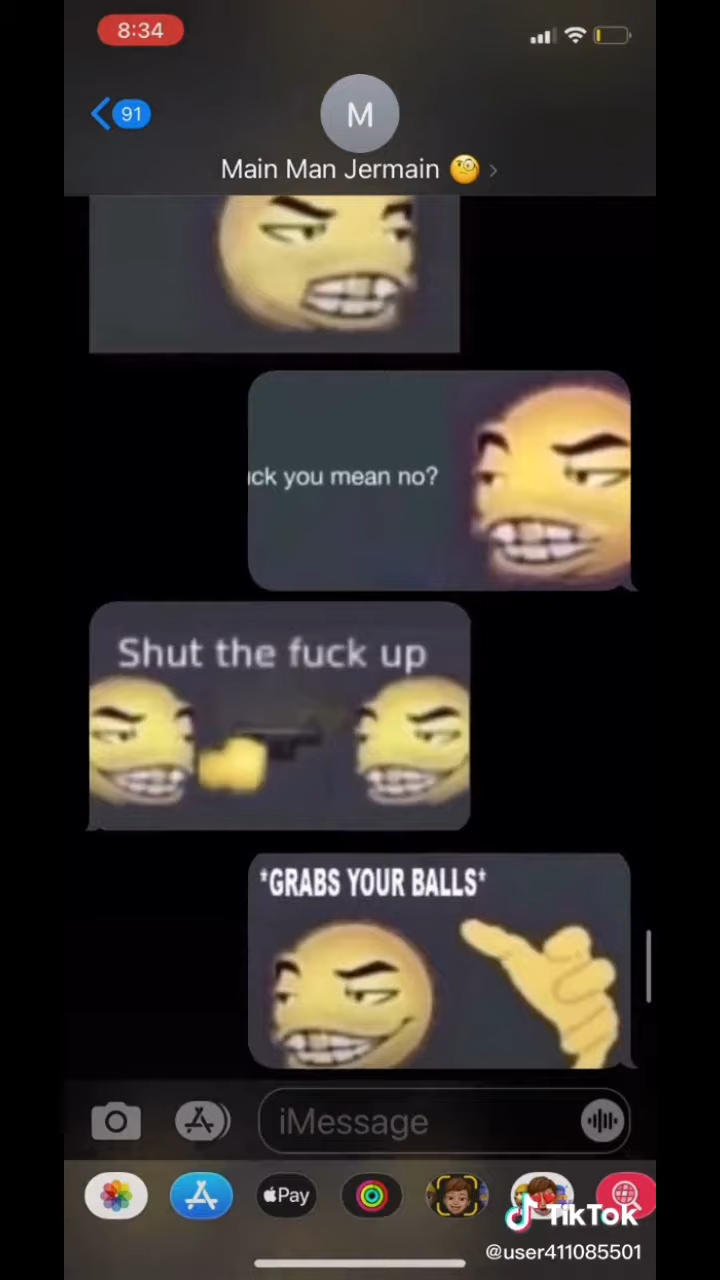 8:34
91
M
Main Man Jermain 🧐 ›
ck you mean no?
Shut the fuck up
*GRABS YOUR BALLS*
iMessage
Pay
TikTok
@user411085501